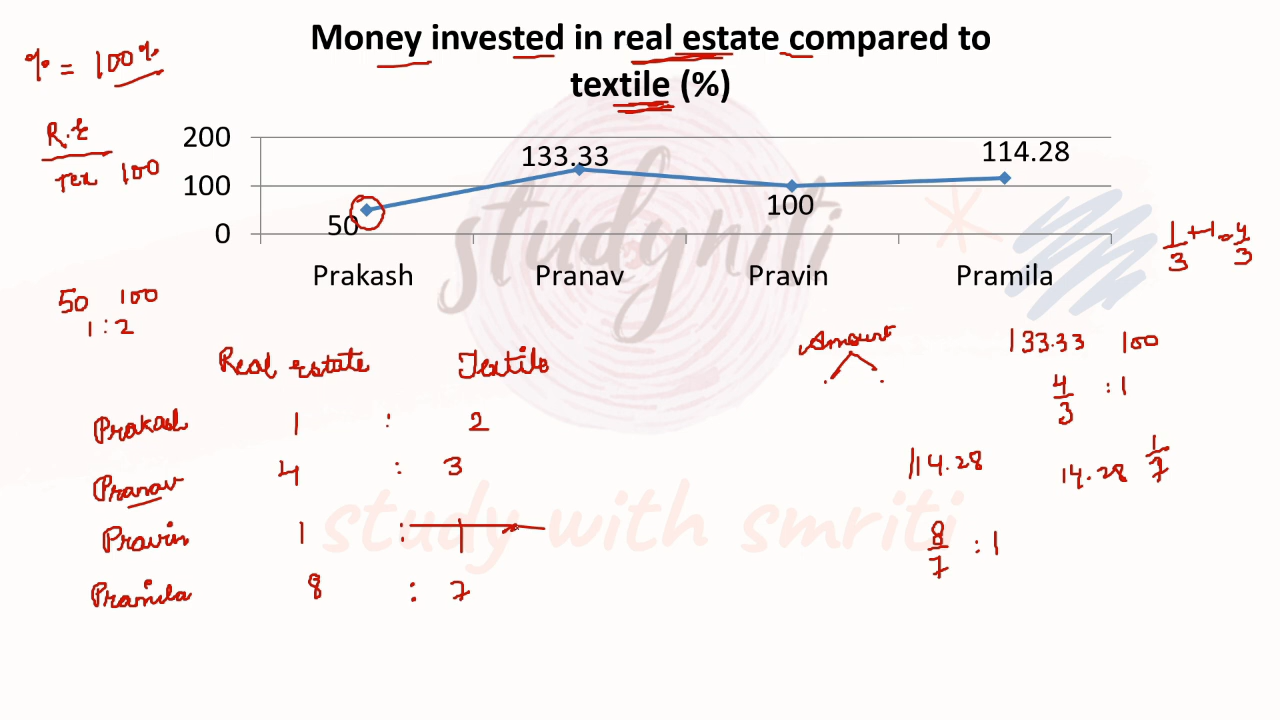 Money invested in real estate compared to
textile (%)
% = 100%
R.E
Tex 100
200
100
0
50
133.33
100
114.28
Prakash Pranav Pravin Pramila
studyniti
1/3 + 1 = 4/3
50 100
1 : 2
Real estate Textile
Amount
133.33 100
4/3 : 1
Prakash 1 : 2
Pranav 4 : 3
114.28 14.28 1/7
study with smriti
Pravin 1 : 1
8/7 : 1
Pramila 8 : 7